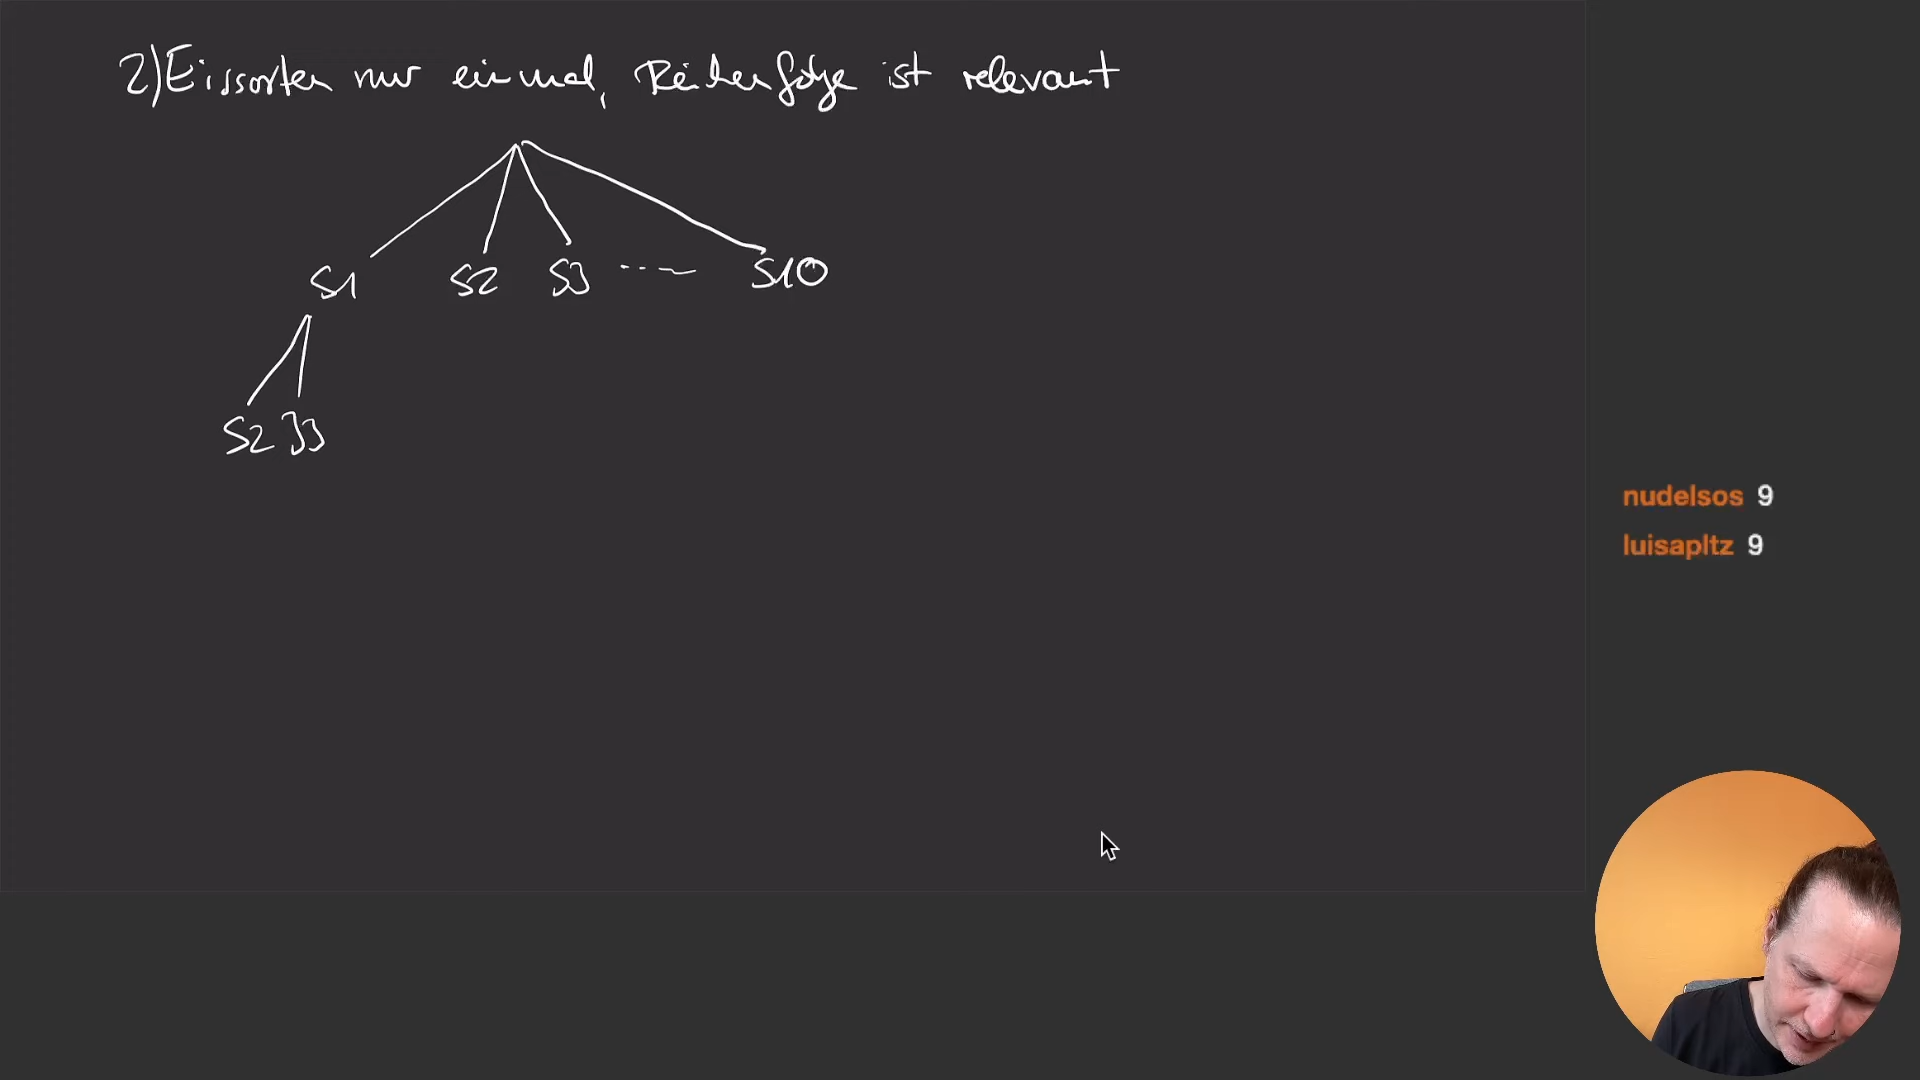 2) Eissorten nur einmal, Reihenfolge ist relevant
S1 S2 S3 ---- S10
S2 S3
nudelsos 9
luisapltz 9